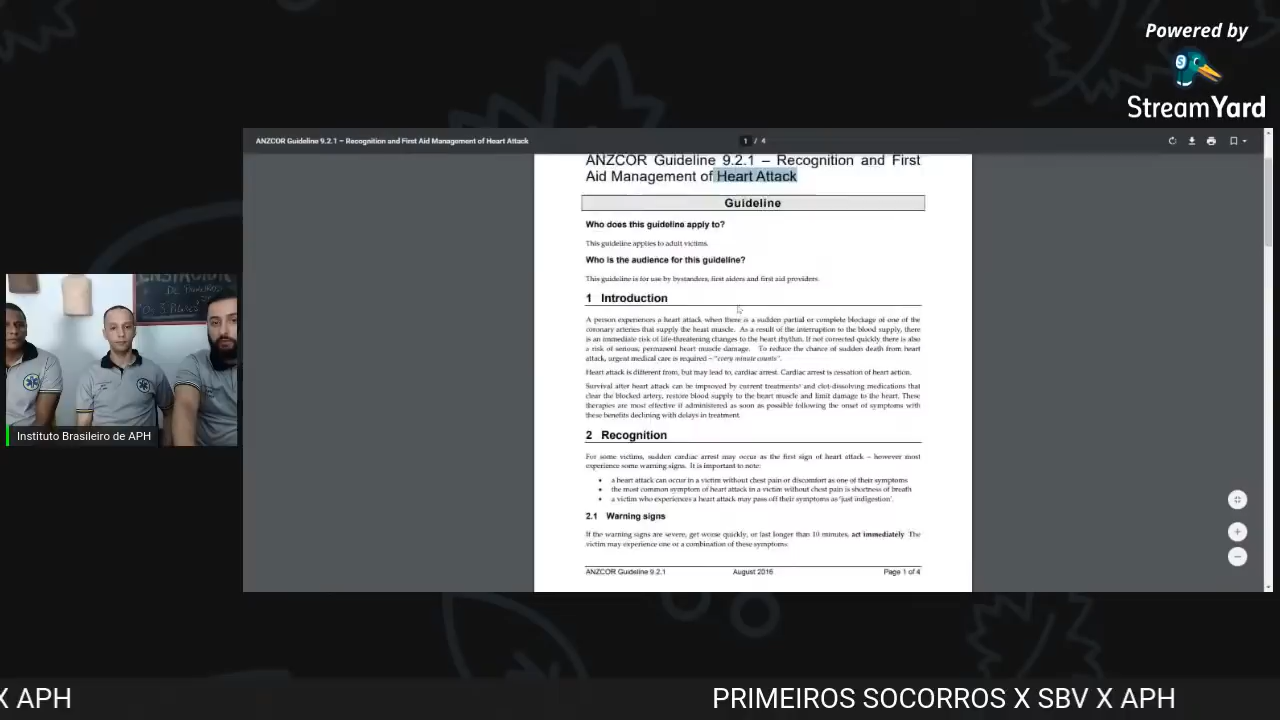 Powered by
StreamYard
ANZCOR Guideline 9.2.1 – Recognition and First Aid Management of Heart Attack
1 / 4
ANZCOR Guideline 9.2.1 – Recognition and First
Aid Management of Heart Attack
Guideline
Who does this guideline apply to?
This guideline applies to adult victims.
Who is the audience for this guideline?
This guideline is for use by bystanders, first aiders and first aid providers.
1 Introduction
A person experiences a heart attack when there is a sudden partial or complete blockage of one of the
coronary arteries that supply the heart muscle. As a result of the interruption to the blood supply, there
is an immediate risk of life-threatening changes to the heart rhythm. If not corrected quickly there is also
a risk of serious, permanent heart muscle damage. To reduce the chance of sudden death from heart
attack, urgent medical care is required – "every minute counts".
Heart attack is different from, but may lead to, cardiac arrest. Cardiac arrest is cessation of heart action.
Survival after heart attack can be improved by current treatments and clot-dissolving medications that
clear the blocked artery, restore blood supply to the heart muscle and limit damage to the heart. These
therapies are most effective if administered as soon as possible following the onset of symptoms with
these benefits declining with delays in treatment.
2 Recognition
For some victims, sudden cardiac arrest may occur as the first sign of heart attack – however most
experience some warning signs. It is important to note:
• a heart attack can occur in a victim without chest pain or discomfort as one of their symptoms
• the most common symptom of heart attack in a victim without chest pain is shortness of breath
• a victim who experiences a heart attack may pass off their symptoms as 'just indigestion'.
2.1 Warning signs
If the warning signs are severe, get worse quickly, or last longer than 10 minutes, act immediately. The
victim may experience one or a combination of these symptoms:
ANZCOR Guideline 9.2.1 August 2016 Page 1 of 4
DE PRIMEIROS
Os 3 Pilares
Instituto Brasileiro de APH
X APH PRIMEIROS SOCORROS X SBV X APH